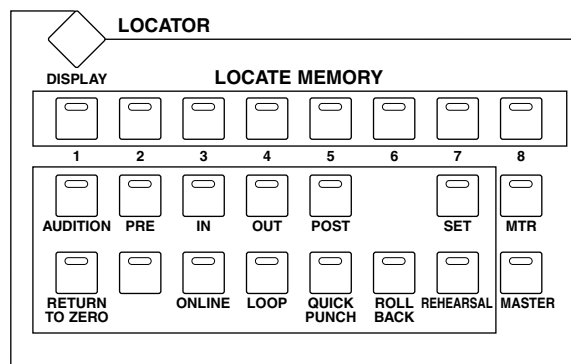 LOCATOR
DISPLAY
LOCATE MEMORY
1 2 3 4 5 6 7 8
AUDITION PRE IN OUT POST SET MTR
RETURN TO ZERO ONLINE LOOP QUICK PUNCH ROLL BACK REHEARSAL MASTER